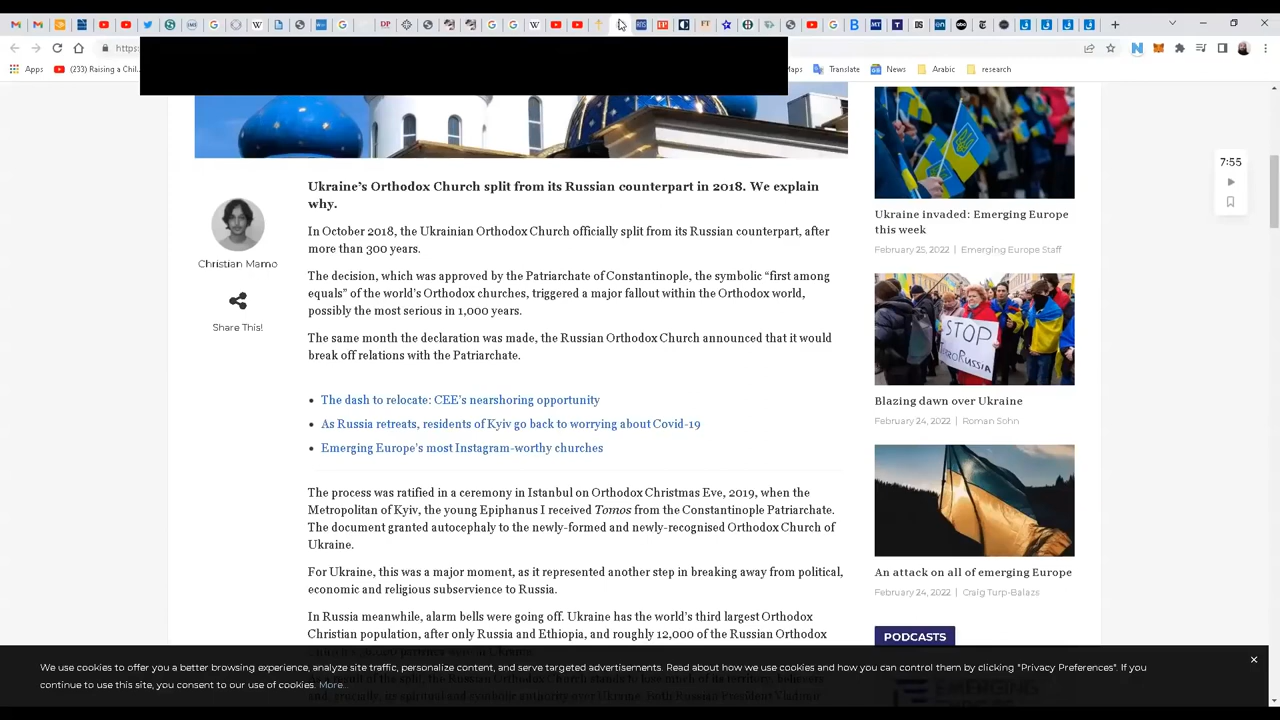 https:
Apps
(233) Raising a Chil..
Maps
Translate
News
Arabic
research
Ukraine's Orthodox Church split from its Russian counterpart in 2018. We explain
why.
In October 2018, the Ukrainian Orthodox Church officially split from its Russian counterpart, after
more than 300 years.
The decision, which was approved by the Patriarchate of Constantinople, the symbolic “first among
equals” of the world's Orthodox churches, triggered a major fallout within the Orthodox world,
possibly the most serious in 1,000 years.
The same month the declaration was made, the Russian Orthodox Church announced that it would
break off relations with the Patriarchate.
Christian Mamo
Share This!
• The dash to relocate: CEE's nearshoring opportunity
• As Russia retreats, residents of Kyiv go back to worrying about Covid-19
• Emerging Europe's most Instagram-worthy churches
The process was ratified in a ceremony in Istanbul on Orthodox Christmas Eve, 2019, when the
Metropolitan of Kyiv, the young Epiphanus I received Tomos from the Constantinople Patriarchate.
The document granted autocephaly to the newly-formed and newly-recognised Orthodox Church of
Ukraine.
For Ukraine, this was a major moment, as it represented another step in breaking away from political,
economic and religious subservience to Russia.
In Russia meanwhile, alarm bells were going off. Ukraine has the world's third largest Orthodox
Christian population, after only Russia and Ethiopia, and roughly 12,000 of the Russian Orthodox
Ukraine invaded: Emerging Europe
this week
February 25, 2022 | Emerging Europe Staff
STOP
RUSSIA
Blazing dawn over Ukraine
February 24, 2022 | Roman Sohn
An attack on all of emerging Europe
February 24, 2022 | Craig Turp-Balazs
PODCASTS
7:55
We use cookies to offer you a better browsing experience, analyze site traffic, personalize content, and serve targeted advertisements. Read about how we use cookies and how you can control them by clicking "Privacy Preferences". If you
continue to use this site, you consent to our use of cookies. More..